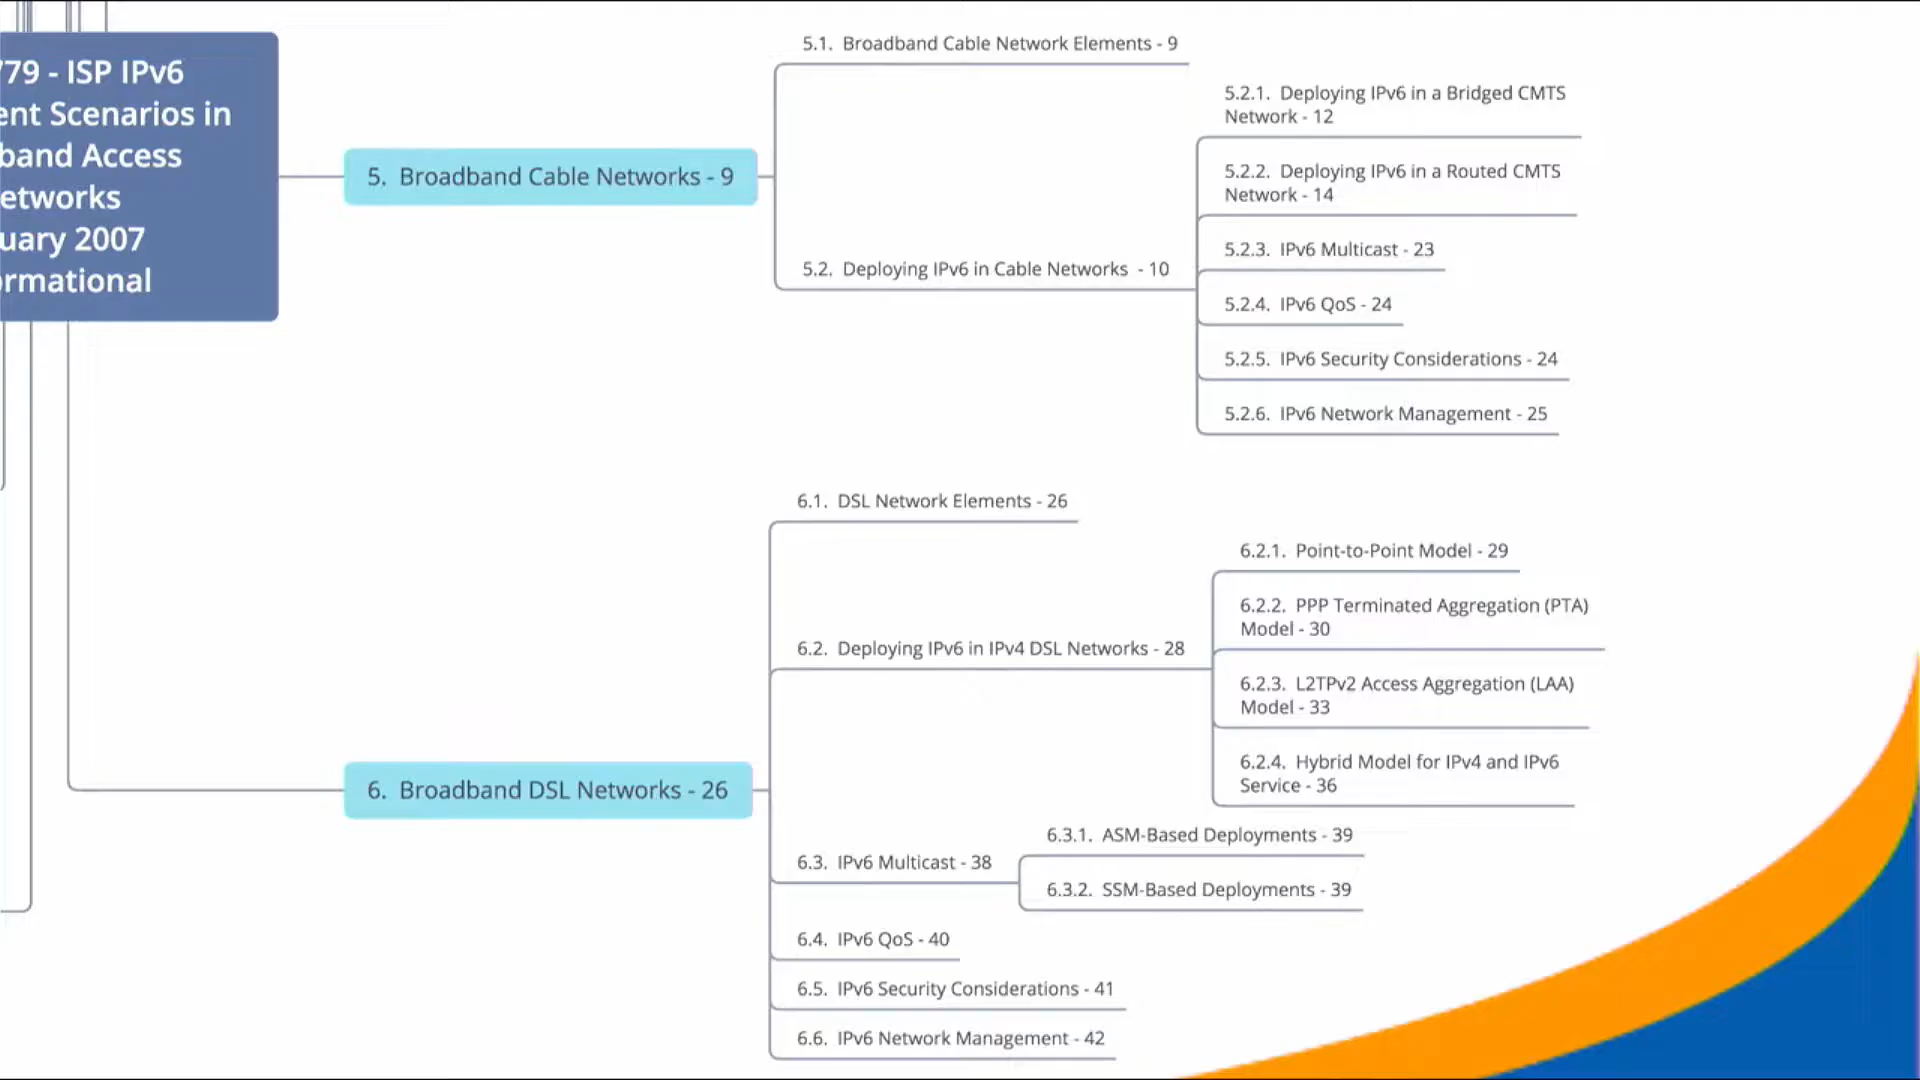 779 - ISP IPv6
ent Scenarios in
band Access
etworks
uary 2007
ormational
5. Broadband Cable Networks - 9
5.1. Broadband Cable Network Elements - 9
5.2. Deploying IPv6 in Cable Networks - 10
5.2.1. Deploying IPv6 in a Bridged CMTS
Network - 12
5.2.2. Deploying IPv6 in a Routed CMTS
Network - 14
5.2.3. IPv6 Multicast - 23
5.2.4. IPv6 QoS - 24
5.2.5. IPv6 Security Considerations - 24
5.2.6. IPv6 Network Management - 25
6. Broadband DSL Networks - 26
6.1. DSL Network Elements - 26
6.2. Deploying IPv6 in IPv4 DSL Networks - 28
6.2.1. Point-to-Point Model - 29
6.2.2. PPP Terminated Aggregation (PTA)
Model - 30
6.2.3. L2TPv2 Access Aggregation (LAA)
Model - 33
6.2.4. Hybrid Model for IPv4 and IPv6
Service - 36
6.3. IPv6 Multicast - 38
6.3.1. ASM-Based Deployments - 39
6.3.2. SSM-Based Deployments - 39
6.4. IPv6 QoS - 40
6.5. IPv6 Security Considerations - 41
6.6. IPv6 Network Management - 42